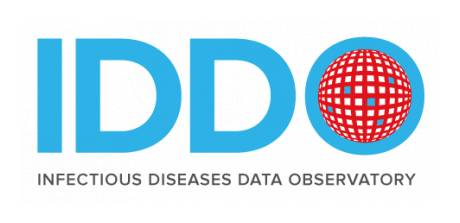 IDDO
INFECTIOUS DISEASES DATA OBSERVATORY